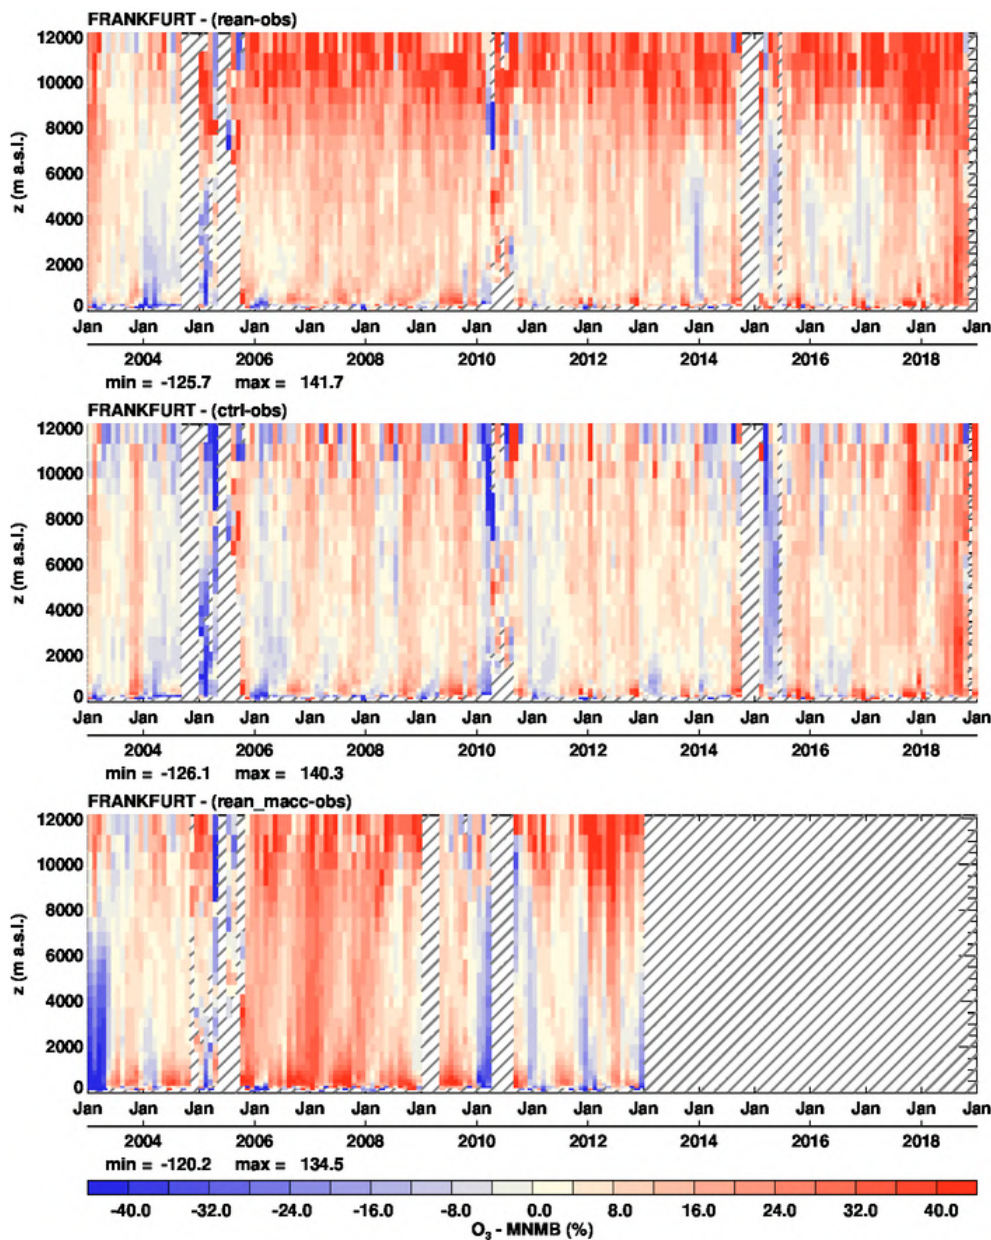 FRANKFURT - (rean-obs)
12000
10000
8000
6000
4000
2000
0
z (m a.s.l.)
Jan Jan Jan Jan Jan Jan Jan Jan Jan Jan Jan Jan Jan Jan Jan Jan Jan
2004 2006 2008 2010 2012 2014 2016 2018
min = -125.7 max = 141.7
FRANKFURT - (ctrl-obs)
12000
10000
8000
6000
4000
2000
0
z (m a.s.l.)
Jan Jan Jan Jan Jan Jan Jan Jan Jan Jan Jan Jan Jan Jan Jan Jan Jan
2004 2006 2008 2010 2012 2014 2016 2018
min = -126.1 max = 140.3
FRANKFURT - (rean_macc-obs)
12000
10000
8000
6000
4000
2000
0
z (m a.s.l.)
Jan Jan Jan Jan Jan Jan Jan Jan Jan Jan Jan Jan Jan Jan Jan Jan Jan
2004 2006 2008 2010 2012 2014 2016 2018
min = -120.2 max = 134.5
-40.0 -32.0 -24.0 -16.0 -8.0 0.0 8.0 16.0 24.0 32.0 40.0
O₃ - MNMB (%)